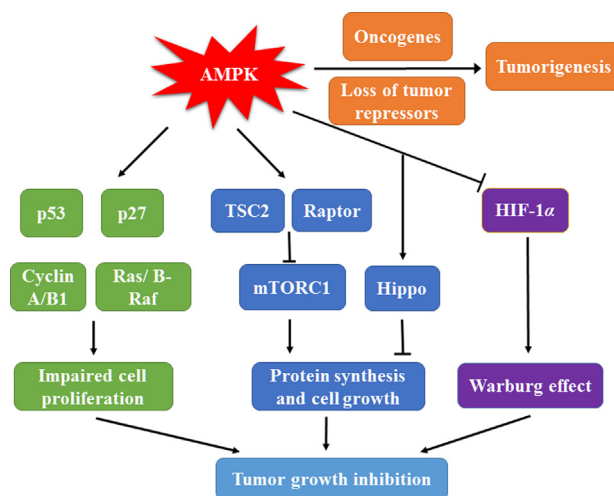 Oncogenes
AMPK
Tumorigenesis
Loss of tumor
repressors
p53
p27
TSC2
Raptor
HIF-1α
Cyclin
A/B1
Ras/ B-
Raf
mTORC1
Hippo
Impaired cell
proliferation
Protein synthesis
and cell growth
Warburg effect
Tumor growth inhibition